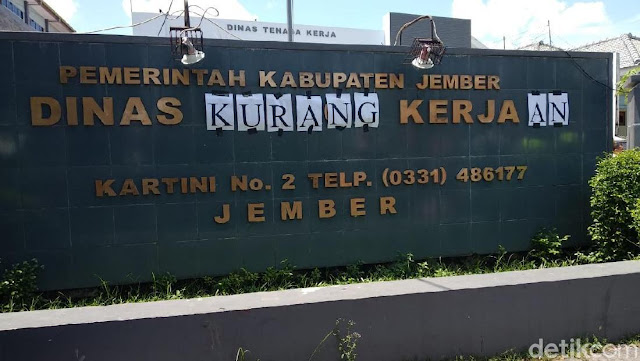 DINAS TENAGA KERJA
PEMERINTAH KABUPATEN JEMBER
DINAS KURANG KERJAAN
KARTINI No. 2 TELP. (0331) 486177
JEMBER
detikcom